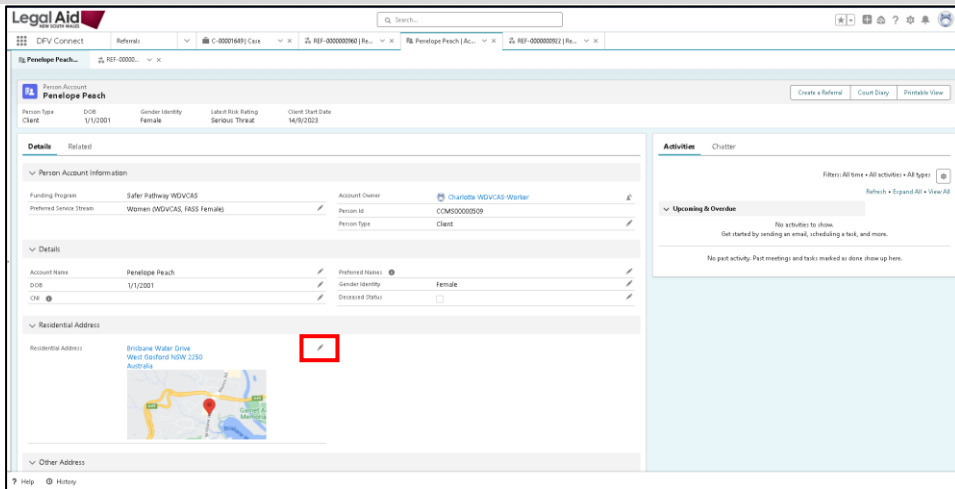 Legal Aid
NEW SOUTH WALES
Search...
DFV Connect
Referrals
C-00001649 | Case
REF-0000000960 | Re...
Penelope Peach | Ac...
REF-0000000922 | Re...
Penelope Peach...
REF-00000...
Person Account
Penelope Peach
Create a Referral
Court Diary
Printable View
Person Type
DOB
Gender Identity
Latest Risk Rating
Client Start Date
Client
1/1/2001
Female
Serious Threat
14/9/2023
Details
Related
Person Account Information
Funding Program
Safer Pathway WDVCAS
Account Owner
Charlotte WDVCAS-Worker
Preferred Service Stream
Women (WDVCAS, FASS Female)
Person Id
CCMS00000509
Person Type
Client
Details
Account Name
Penelope Peach
Preferred Names
DOB
1/1/2001
Gender Identity
Female
CNI
Deceased Status
Residential Address
Residential Address
Brisbane Water Drive
West Gosford NSW 2250
Australia
Other Address
Activities
Chatter
Filters: All time • All activities • All types
Refresh • Expand All • View All
Upcoming & Overdue
No activities to show.
Get started by sending an email, scheduling a task, and more.
No past activity. Past meetings and tasks marked as done show up here.
Help
History